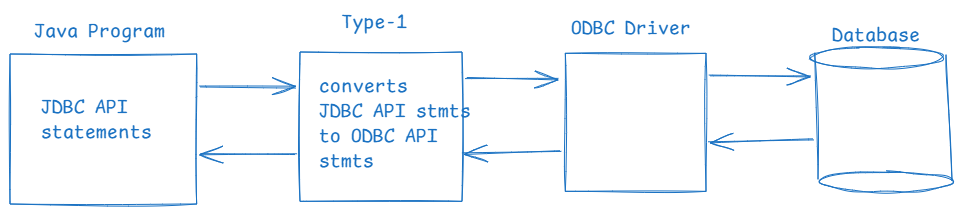 Java Program
Type-1
ODBC Driver
Database
JDBC API
statements
converts
JDBC API stmts
to ODBC API
stmts